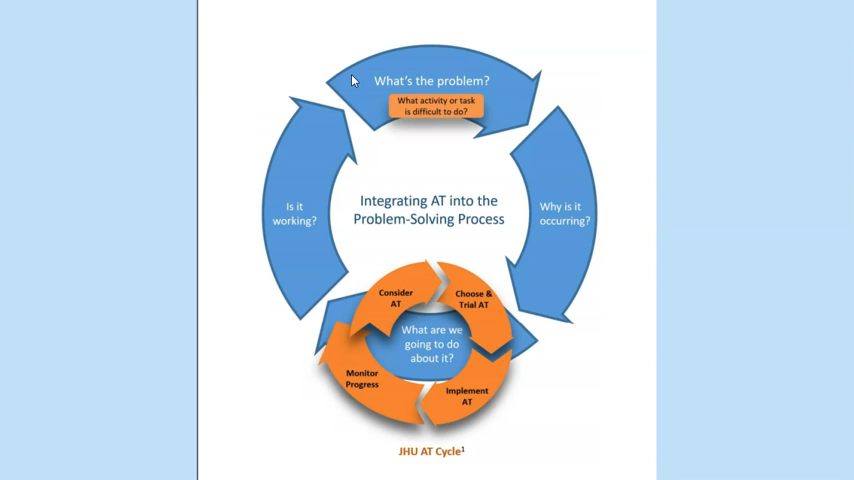 What's the problem?
What activity or task
is difficult to do?
Is it
working?
Integrating AT into the
Problem-Solving Process
Why is it
occurring?
Consider
AT
Choose &
Trial AT
What are we
going to do
about it?
Monitor
Progress
Implement
AT
JHU AT Cycle¹